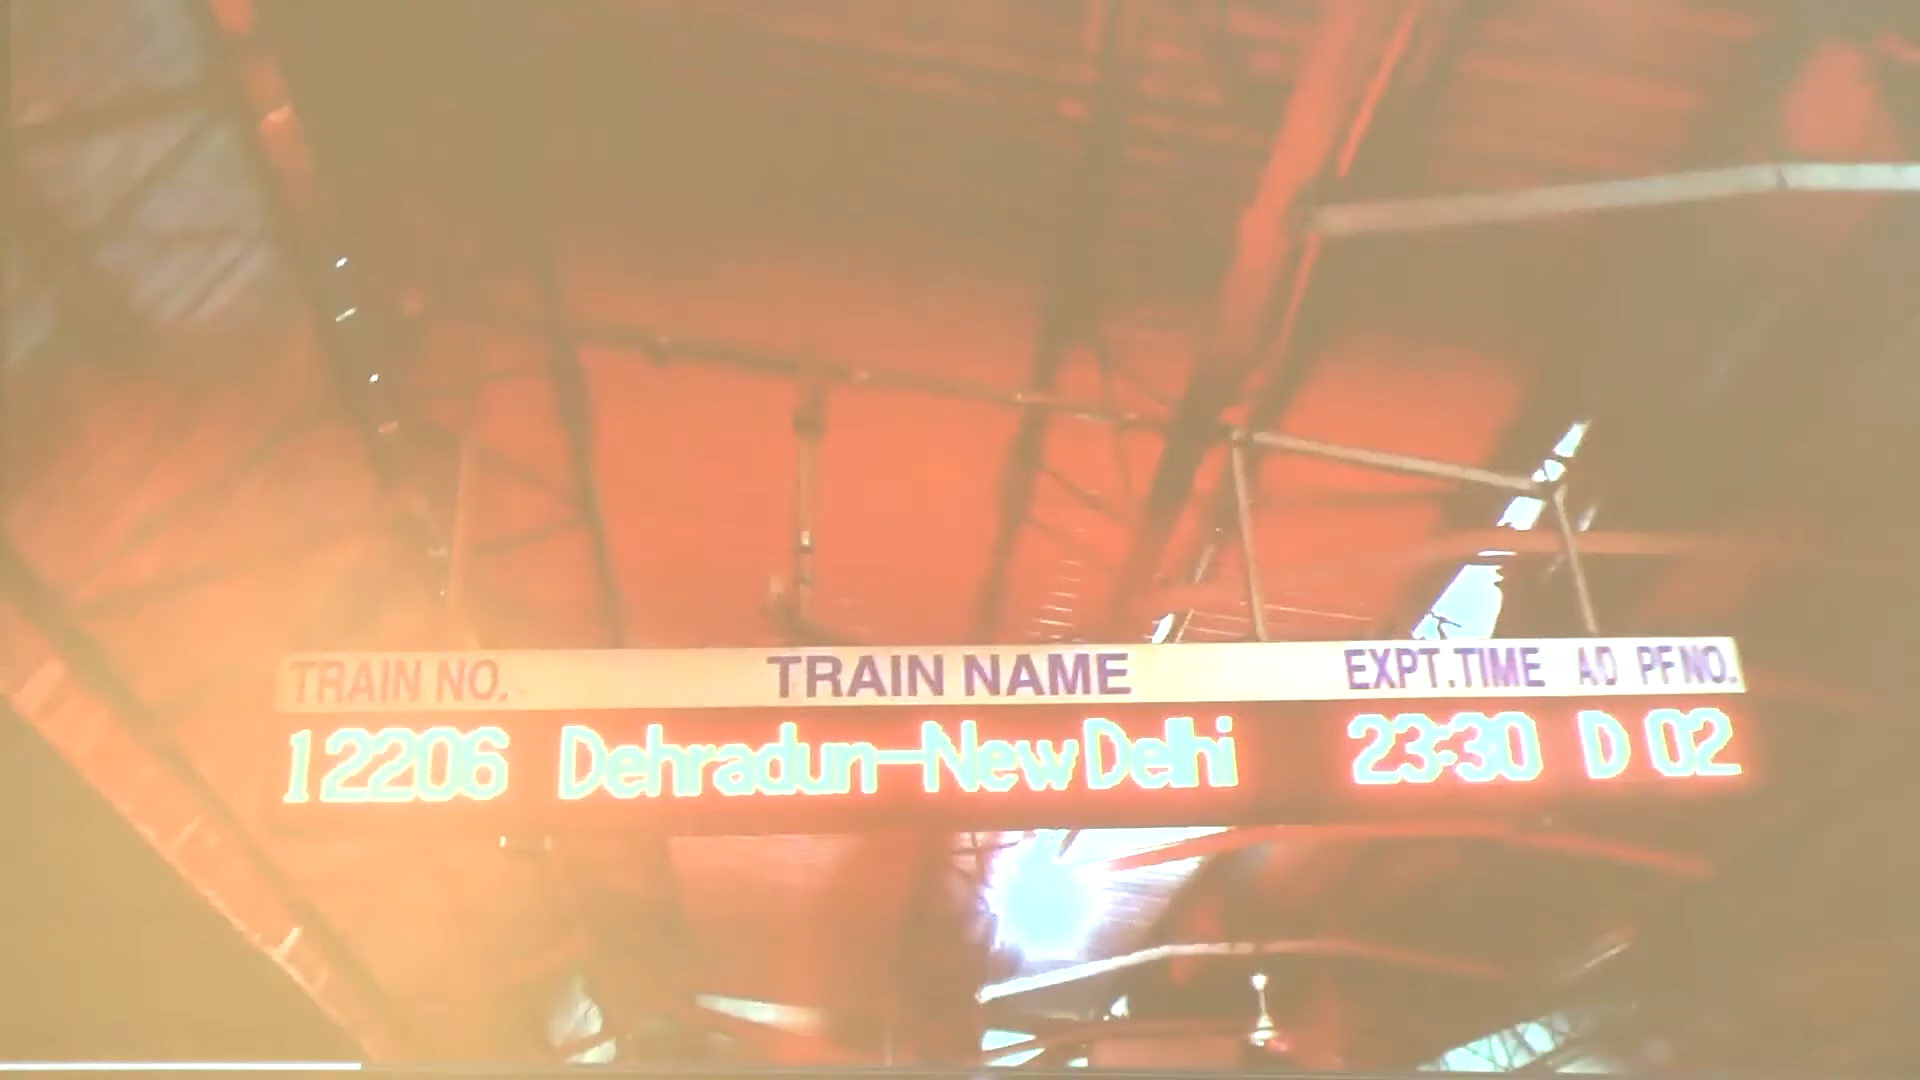 TRAIN NO. TRAIN NAME EXPT.TIME AD PF NO.
12206 Dehradun-New Delhi 23:30 D 02